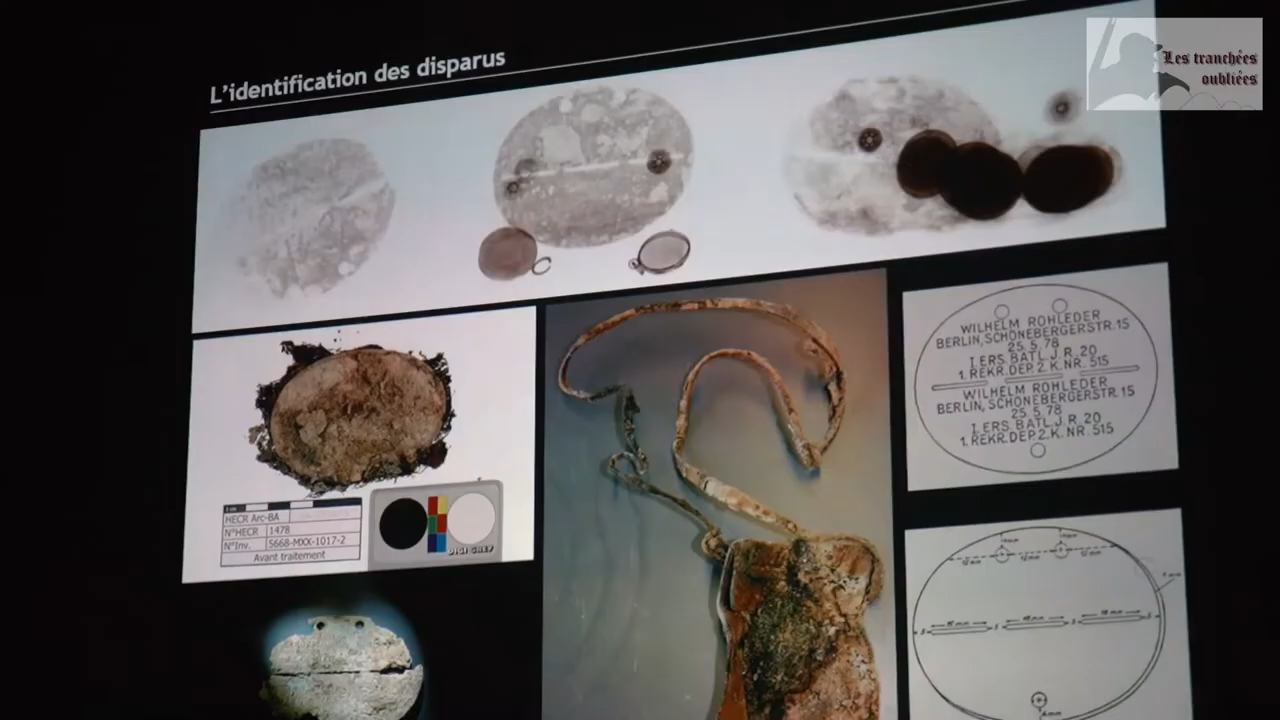 L'identification des disparus
Les tranchées
oubliées
WILHELM ROHLEDER
BERLIN, SCHÖNEBERGERSTR. 15
25. 5. 78
I. ERS. BATL. J. R. 20
1. REKR. DEP. 2. K. NR. 515
WILHELM ROHLEDER
BERLIN, SCHÖNEBERGERSTR. 15
25. 5. 78
I. ERS. BATL. J. R. 20
1. REKR. DEP. 2. K. NR. 515
HECR Arc-BA
N°HECR 1478
N°Inv. 5668-MXX-1017-2
Avant traitement
DIGI GREY